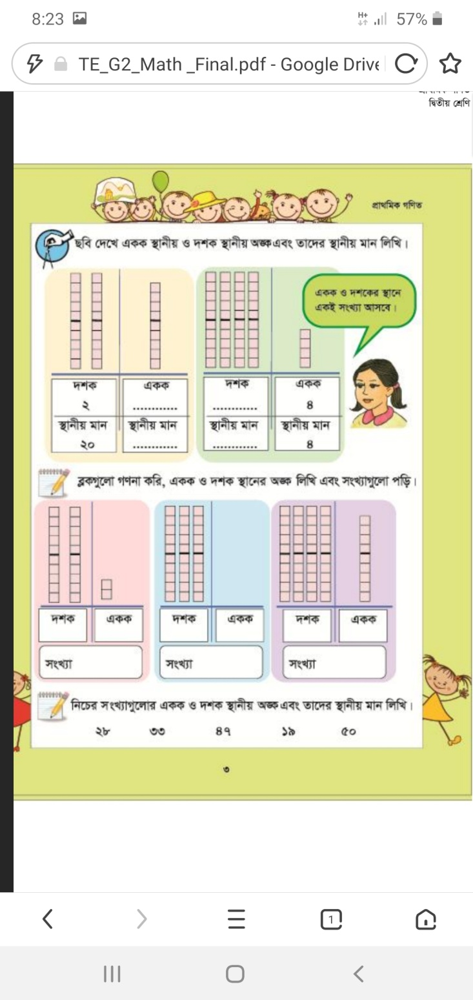 8:23
H+
57%
TE_G2_Math _Final.pdf - Google Drive
দ্বিতীয় শ্রেণি
প্রাথমিক গণিত
ছবি দেখে একক স্থানীয় ও দশক স্থানীয় অঙ্ক এবং তাদের স্থানীয় মান লিখি।
একক ও দশকের স্থানে
একই সংখ্যা আসবে।
দশক একক দশক একক
২ ............ ............ ৪
স্থানীয় মান স্থানীয় মান স্থানীয় মান স্থানীয় মান
২০ ............ ............ ৪
ব্লকগুলো গণনা করি, একক ও দশক স্থানের অঙ্ক লিখি এবং সংখ্যাগুলো পড়ি।
দশক একক দশক একক দশক একক
সংখ্যা সংখ্যা সংখ্যা
নিচের সংখ্যাগুলোর একক ও দশক স্থানীয় অঙ্ক এবং তাদের স্থানীয় মান লিখি।
২৮ ৩৩ ৪৭ ১৯ ৫০
৩
1